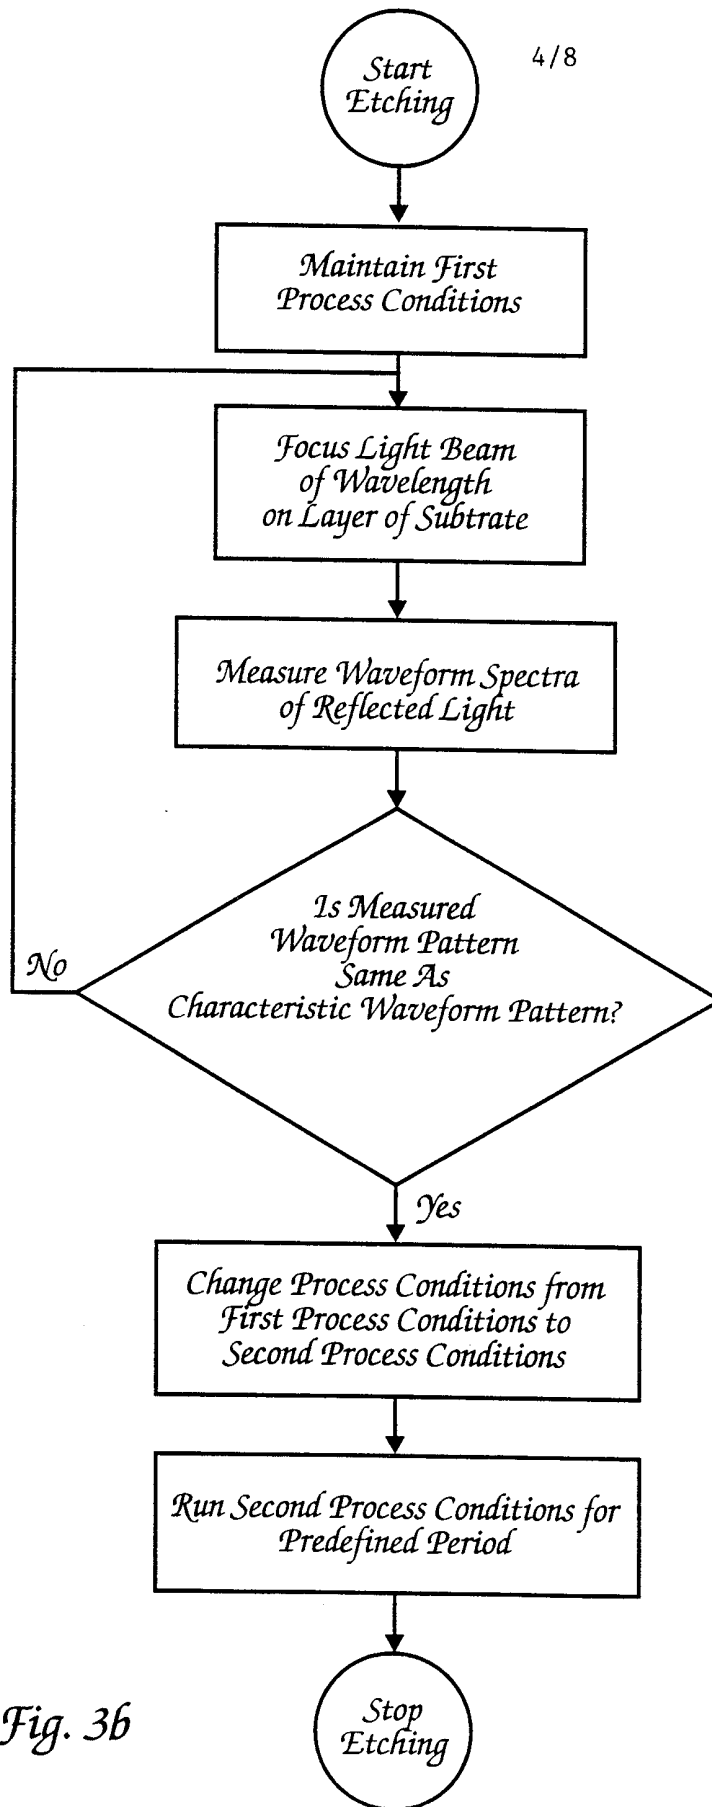 4/8
Start
Etching
Maintain First
Process Conditions
Focus Light Beam
of Wavelength
on Layer of Subtrate
Measure Waveform Spectra
of Reflected Light
Is Measured
Waveform Pattern
Same As
Characteristic Waveform Pattern?
No
Yes
Change Process Conditions from
First Process Conditions to
Second Process Conditions
Run Second Process Conditions for
Predefined Period
Stop
Etching
Fig. 3b